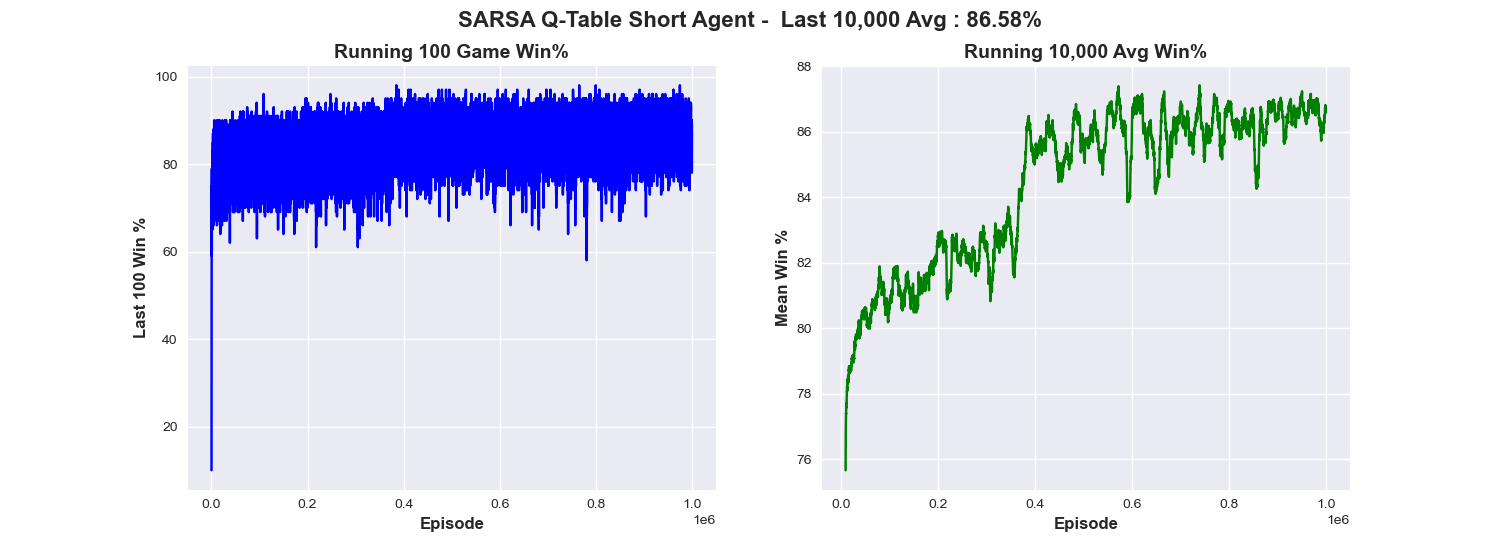 SARSA Q-Table Short Agent -  Last 10,000 Avg : 86.58%
Running 100 Game Win%
100
80
60
40
20
Last 100 Win %
0.0 0.2 0.4 0.6 0.8 1.0
1e6
Episode
Running 10,000 Avg Win%
88
86
84
82
80
78
76
Mean Win %
0.0 0.2 0.4 0.6 0.8 1.0
1e6
Episode